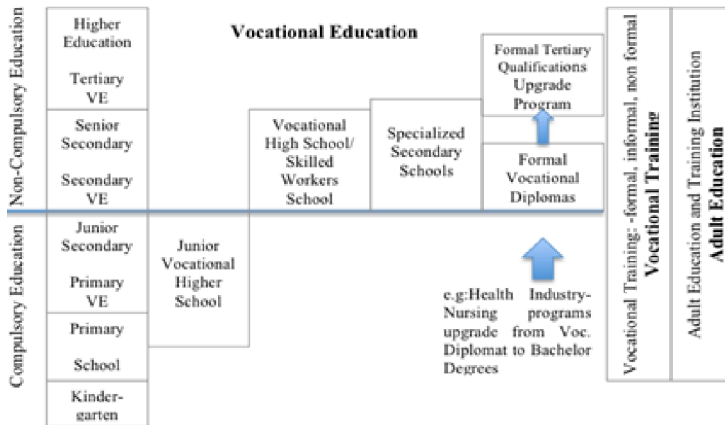 Non-Compulsory Education
Compulsory Education
Higher
Education
Tertiary
VE
Senior
Secondary
Secondary
VE
Junior
Secondary
Primary
VE
Primary
School
Kinder-
garten
Vocational Education
Junior
Vocational
Higher
School
Vocational
High School/
Skilled
Workers
School
Specialized
Secondary
Schools
Formal Tertiary
Qualifications
Upgrade
Program
Formal
Vocational
Diplomas
e.g:Health Industry-
Nursing programs
upgrade from Voc.
Diplomat to Bachelor
Degrees
Vocational Training: -formal, informal, non formal
Vocational Training
Adult Education and Training Institution
Adult Education